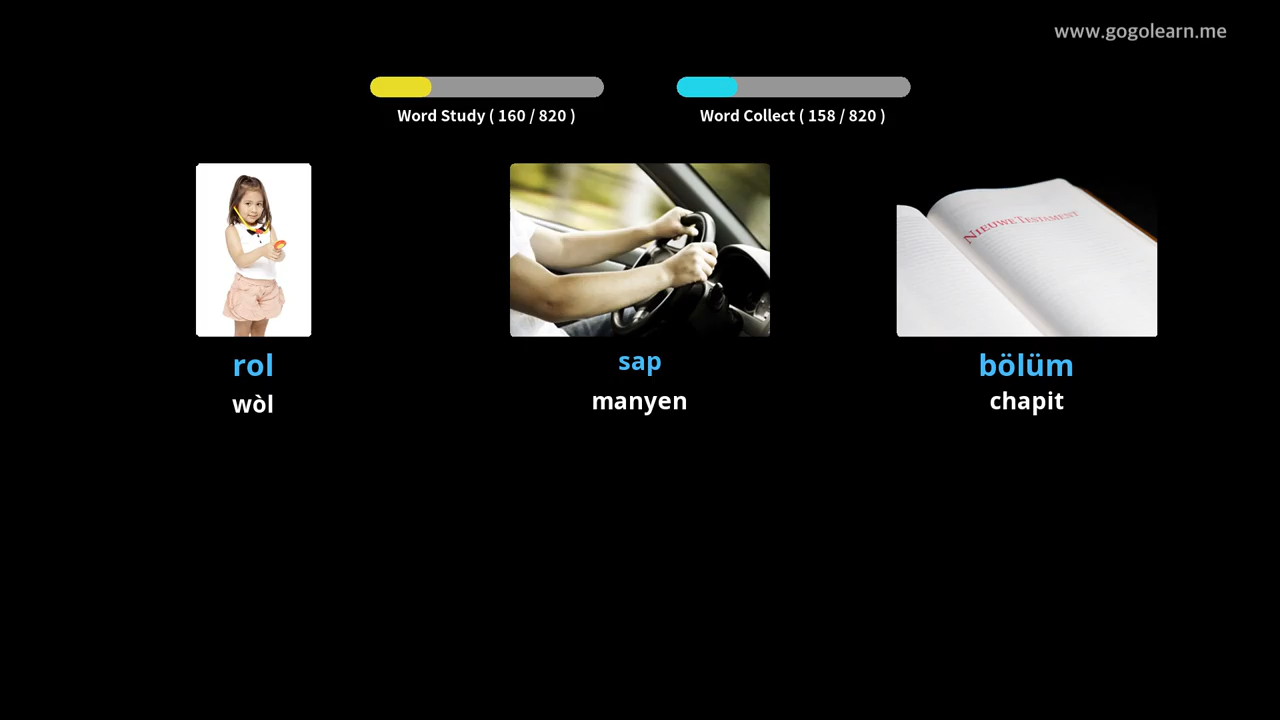 www.gogolearn.me
Word Study ( 160 / 820 )
Word Collect ( 158 / 820 )
NIEUWE TESTAMENT
rol
wòl
sap
manyen
bölüm
chapit